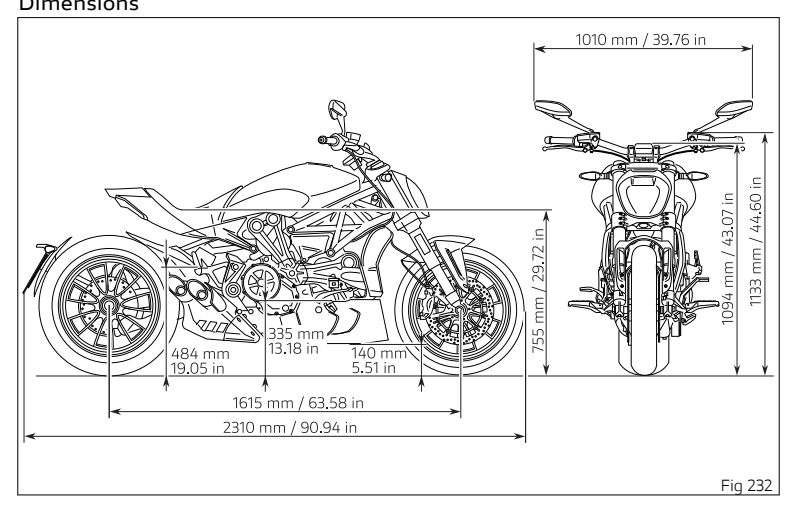 Dimensions
1010 mm / 39.76 in
755 mm / 29.72 in
1094 mm / 43.07 in
1133 mm / 44.60 in
335 mm
13.18 in
484 mm
19.05 in
140 mm
5.51 in
1615 mm / 63.58 in
2310 mm / 90.94 in
Fig 232